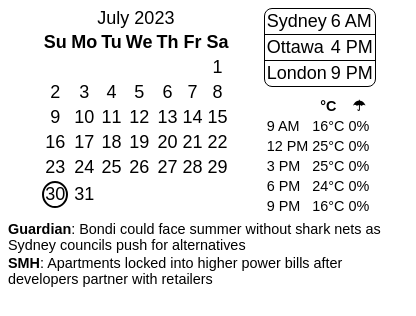 July 2023
Su Mo Tu We Th Fr Sa
1
2 3 4 5 6 7 8
9 10 11 12 13 14 15
16 17 18 19 20 21 22
23 24 25 26 27 28 29
30 31
Sydney 6 AM
Ottawa 4 PM
London 9 PM
°C ☂
9 AM 16°C 0%
12 PM 25°C 0%
3 PM 25°C 0%
6 PM 24°C 0%
9 PM 16°C 0%
Guardian: Bondi could face summer without shark nets as
Sydney councils push for alternatives
SMH: Apartments locked into higher power bills after
developers partner with retailers